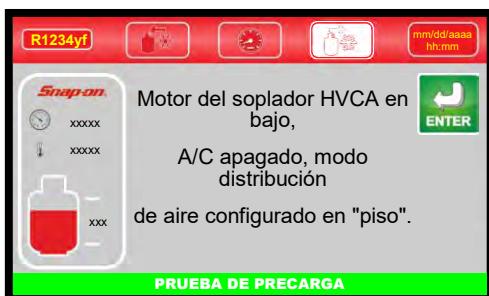 R1234yf
mm/dd/aaaa
hh:mm
Snap-on
xxxxx
xxxxx
xxx
Motor del soplador HVCA en
bajo,
A/C apagado, modo
distribución
de aire configurado en "piso".
ENTER
PRUEBA DE PRECARGA